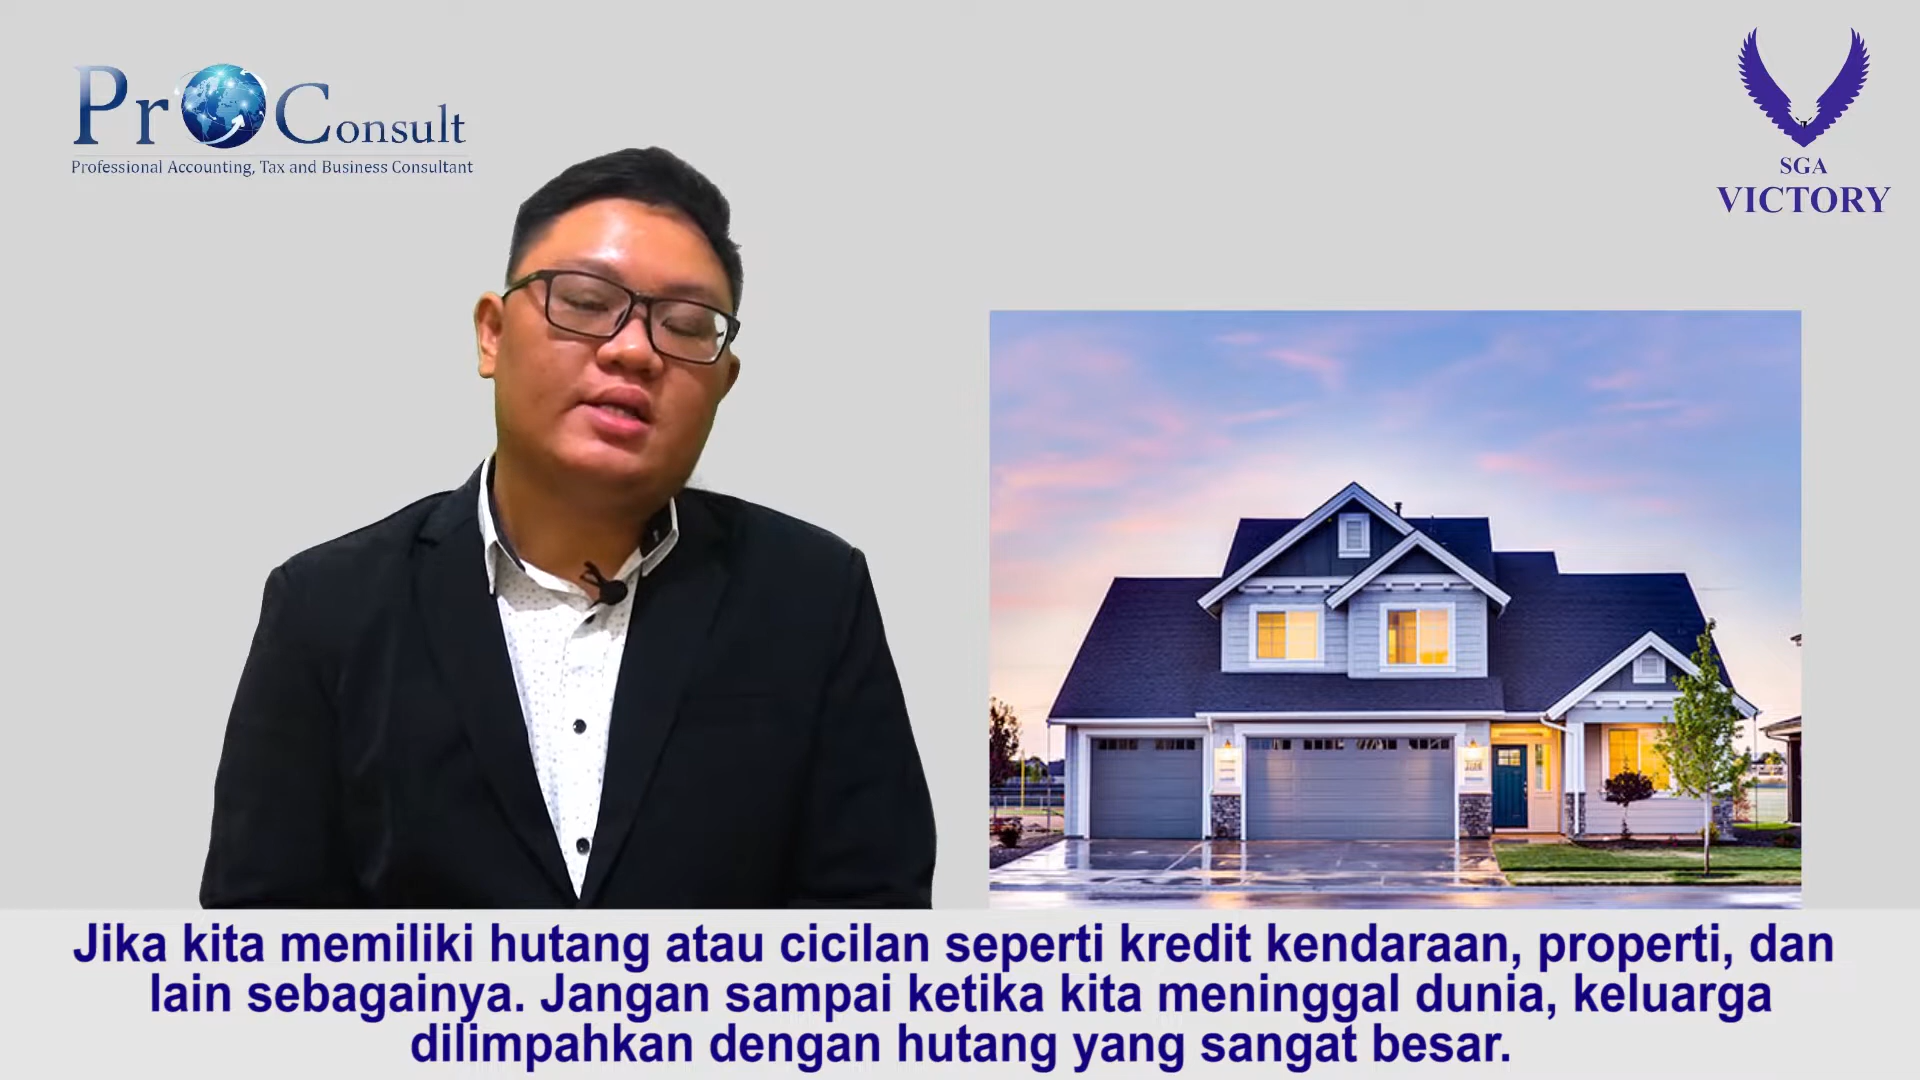 ProConsult
Professional Accounting, Tax and Business Consultant
SGA
VICTORY
Jika kita memiliki hutang atau cicilan seperti kredit kendaraan, properti, dan
lain sebagainya. Jangan sampai ketika kita meninggal dunia, keluarga
dilimpahkan dengan hutang yang sangat besar.